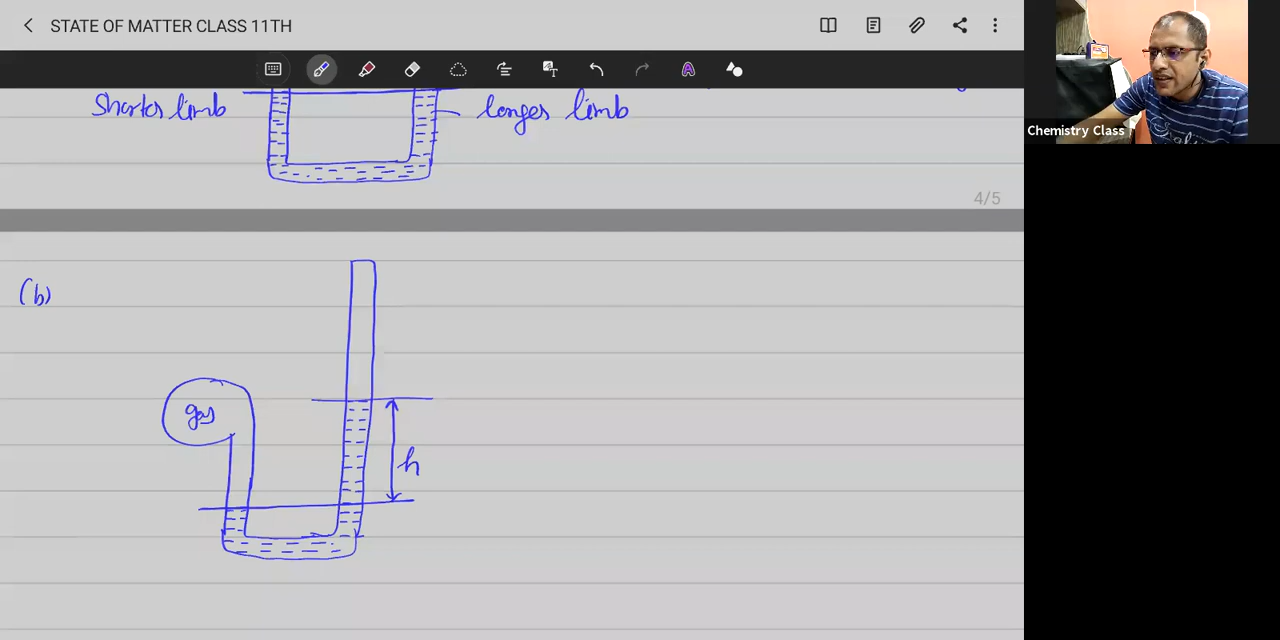 STATE OF MATTER CLASS 11TH
Shorter limb
longer limb
4/5
(b)
gas
h
Chemistry Class